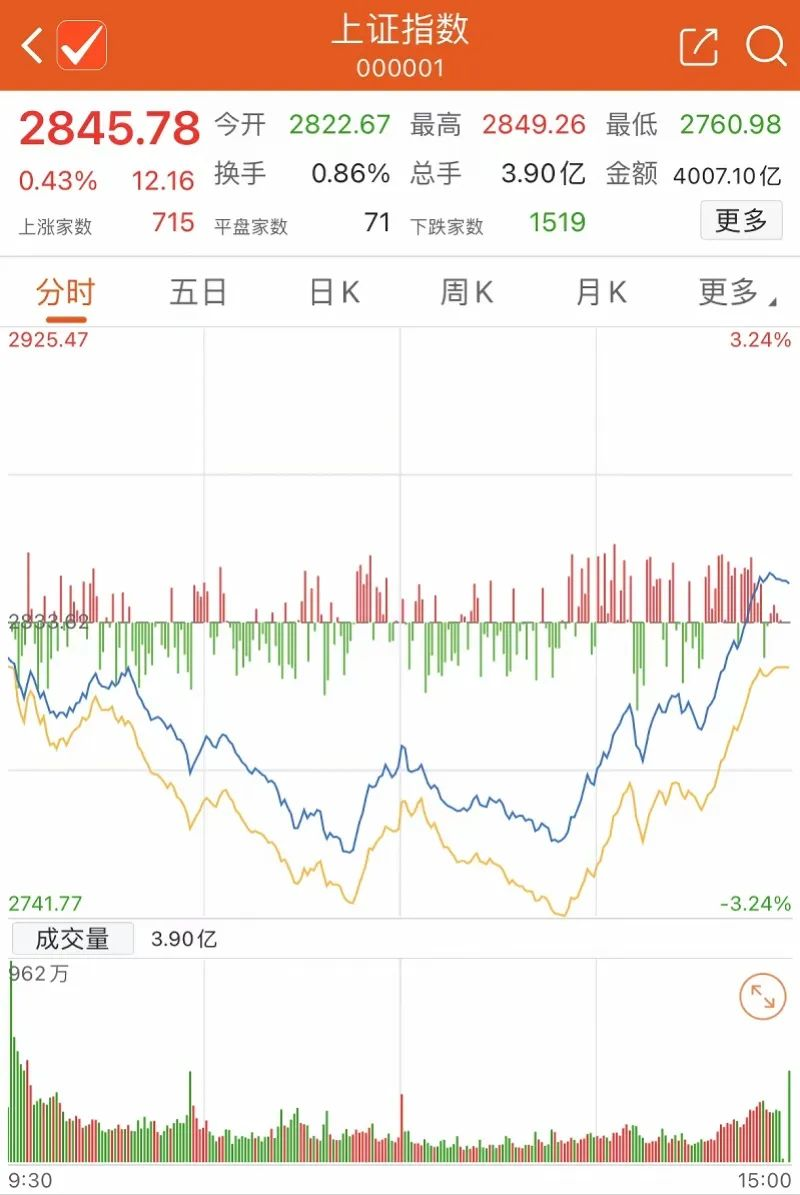 上证指数
000001
2845.78 今开 2822.67 最高 2849.26 最低 2760.98
0.43% 12.16 换手 0.86% 总手 3.90亿 金额 4007.10亿
上涨家数 715 平盘家数 71 下跌家数 1519 更多
分时 五日 日K 周K 月K 更多
2925.47 3.24%
2833.62
2741.77 -3.24%
成交量 3.90亿
962万
9:30 15:00